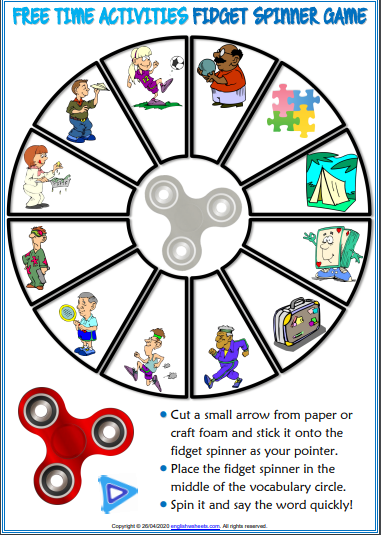 FREE TIME ACTIVITIES FIDGET SPINNER GAME
• Cut a small arrow from paper or
craft foam and stick it onto the
fidget spinner as your pointer.
• Place the fidget spinner in the
middle of the vocabulary circle.
• Spin it and say the word quickly!
Copyright © 26/04/2020 englishwsheets.com. All rights reserved.